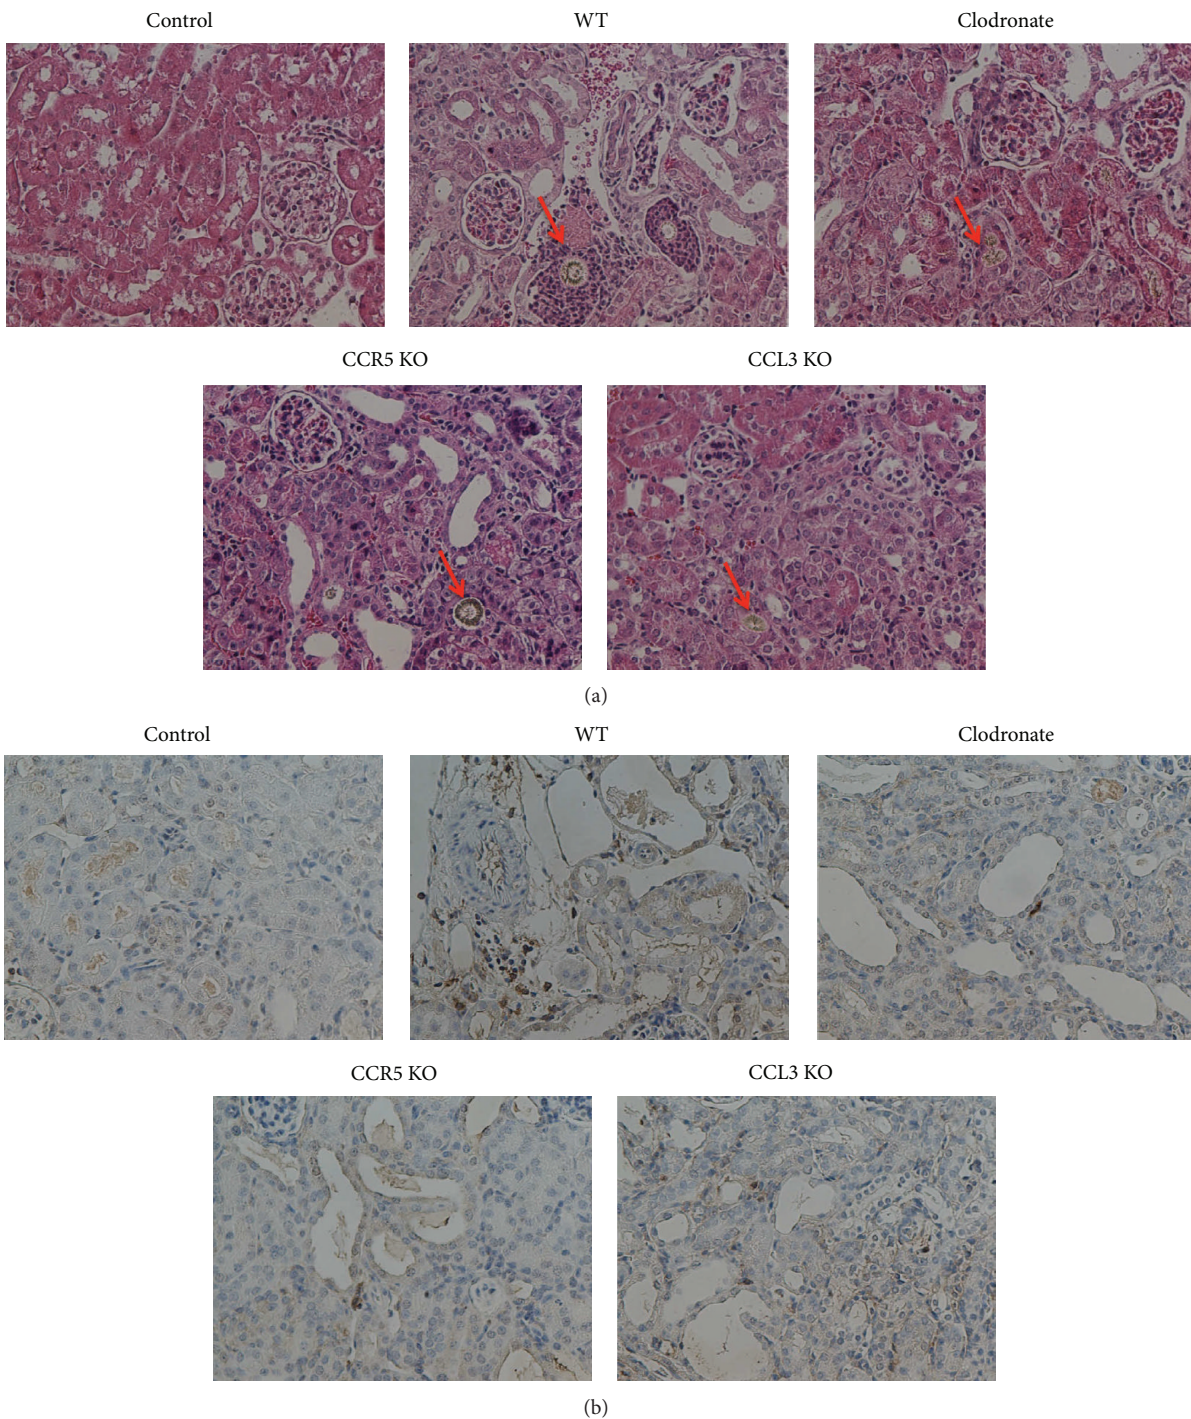 Control
WT
Clodronate
CCR5 KO
CCL3 KO
(a)
Control
WT
Clodronate
CCR5 KO
CCL3 KO
(b)